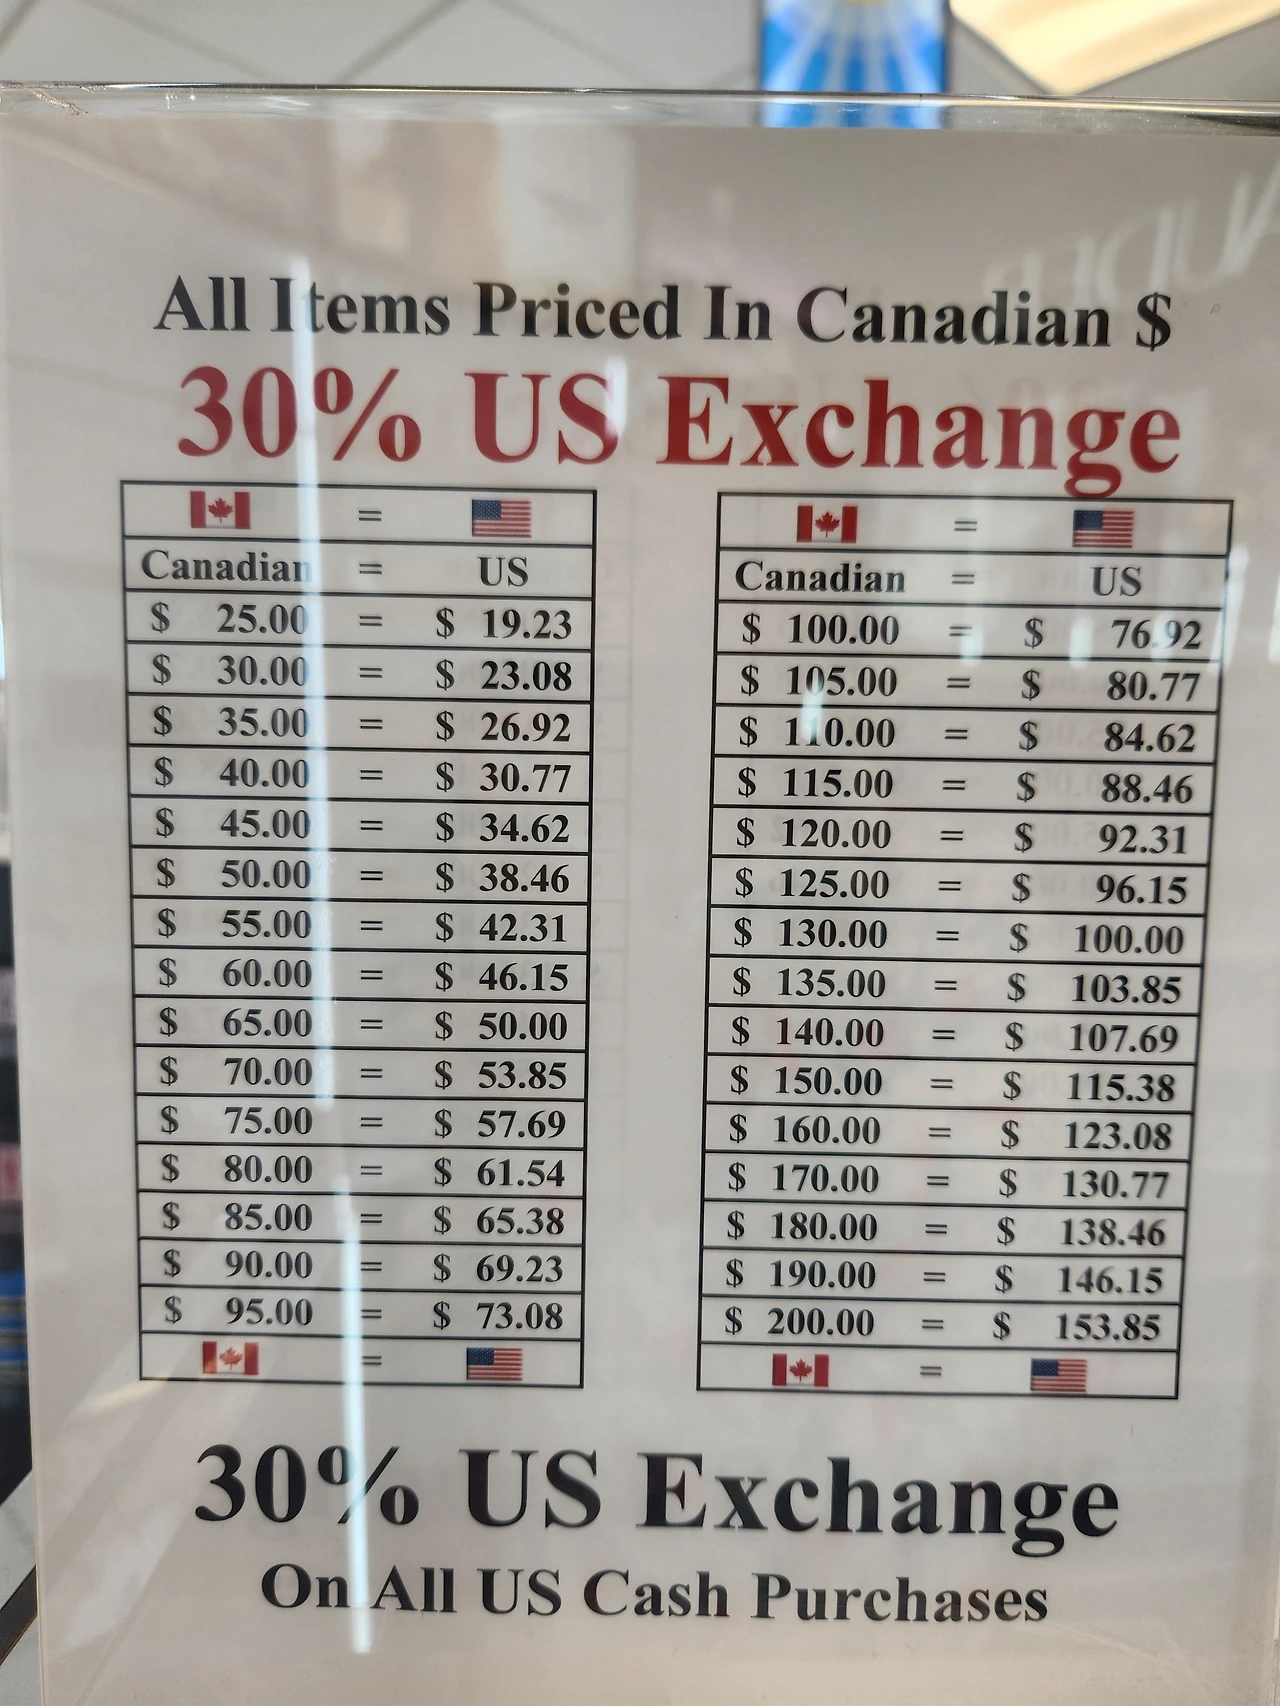 All Items Priced In Canadian $
30% US Exchange
=
Canadian = US
$ 25.00 = $ 19.23
$ 30.00 = $ 23.08
$ 35.00 = $ 26.92
$ 40.00 = $ 30.77
$ 45.00 = $ 34.62
$ 50.00 = $ 38.46
$ 55.00 = $ 42.31
$ 60.00 = $ 46.15
$ 65.00 = $ 50.00
$ 70.00 = $ 53.85
$ 75.00 = $ 57.69
$ 80.00 = $ 61.54
$ 85.00 = $ 65.38
$ 90.00 = $ 69.23
$ 95.00 = $ 73.08
=
=
Canadian = US
$ 100.00 = $ 76.92
$ 105.00 = $ 80.77
$ 110.00 = $ 84.62
$ 115.00 = $ 88.46
$ 120.00 = $ 92.31
$ 125.00 = $ 96.15
$ 130.00 = $ 100.00
$ 135.00 = $ 103.85
$ 140.00 = $ 107.69
$ 150.00 = $ 115.38
$ 160.00 = $ 123.08
$ 170.00 = $ 130.77
$ 180.00 = $ 138.46
$ 190.00 = $ 146.15
$ 200.00 = $ 153.85
=
30% US Exchange
On All US Cash Purchases